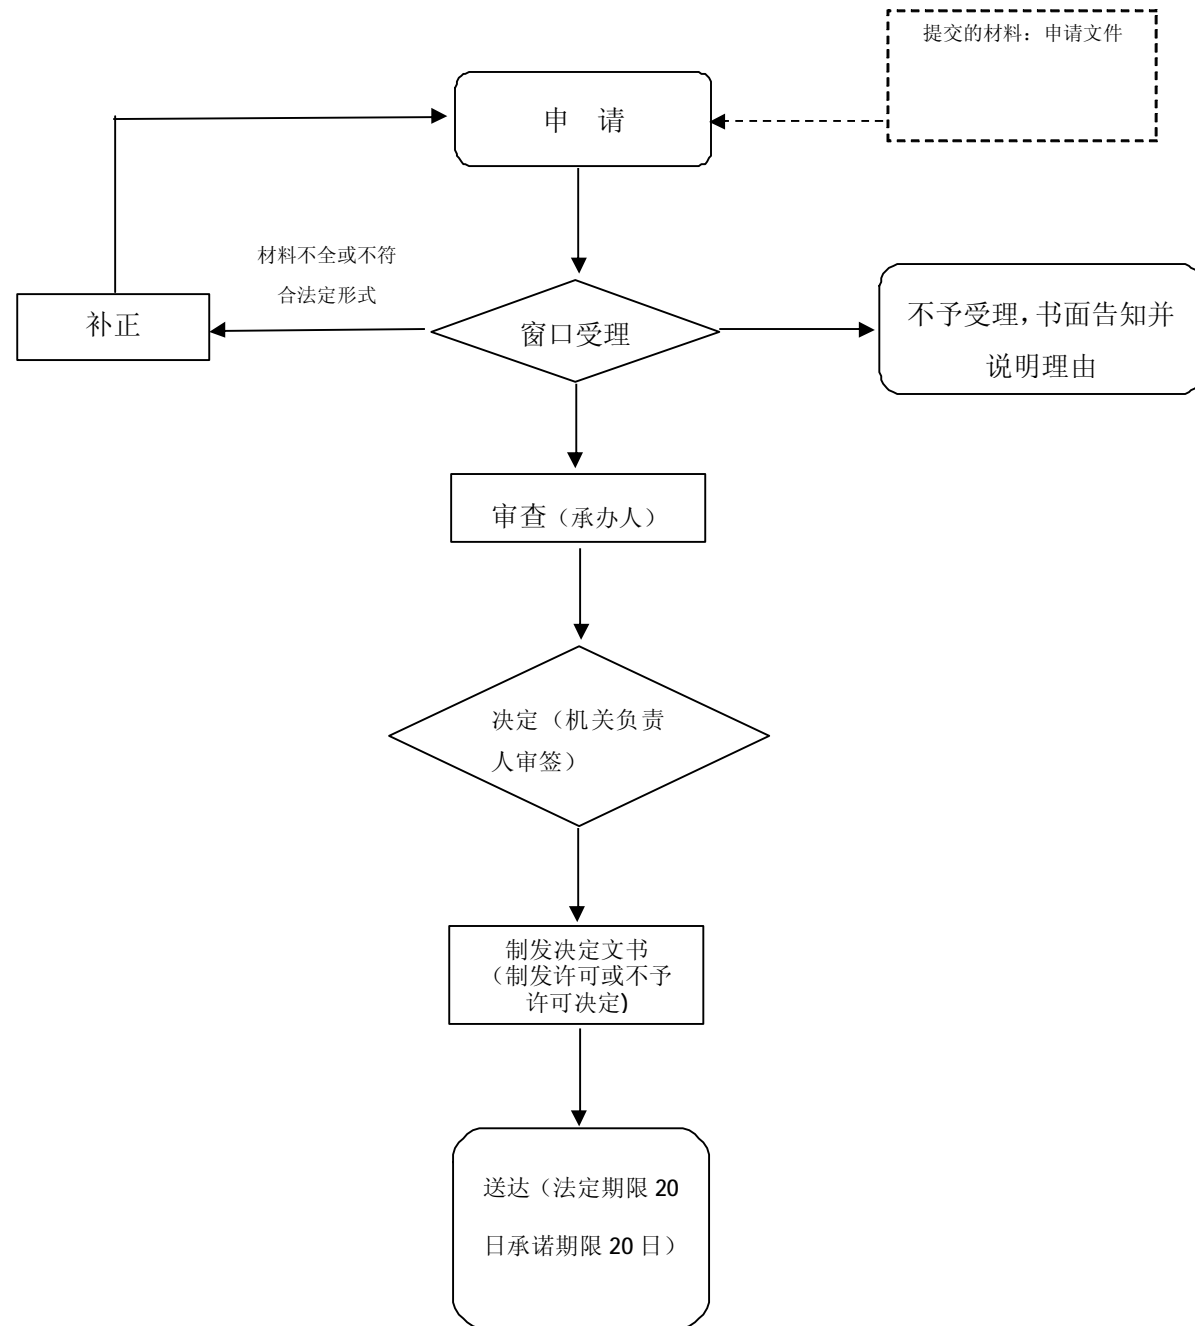 提交的材料：申请文件
申 请
材料不全或不符
合法定形式
补正
窗口受理
不予受理，书面告知并
说明理由
审查（承办人）
决定（机关负责
人审签）
制发决定文书
（制发许可或不予
许可决定)
送达（法定期限 20
日承诺期限 20 日）